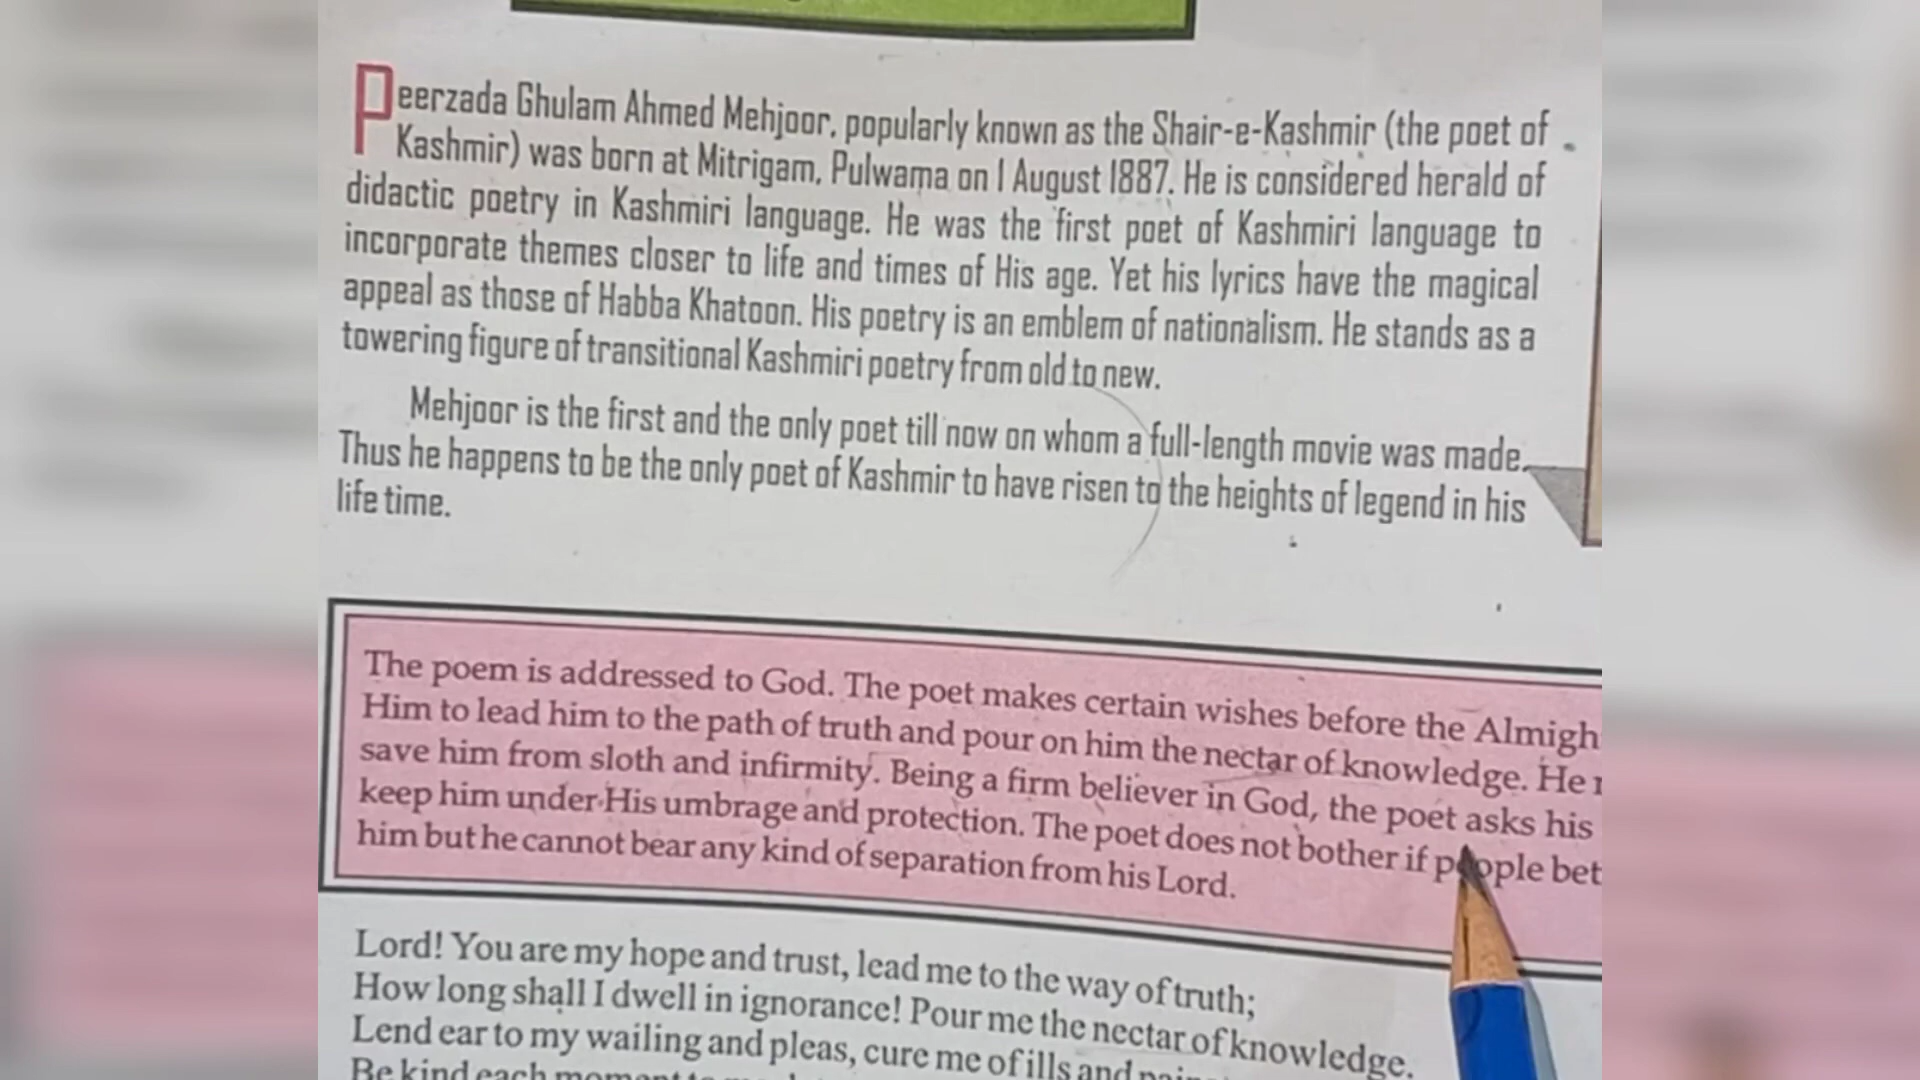 Peerzada Ghulam Ahmed Mehjoor, popularly known as the Shair-e-Kashmir (the poet of
Kashmir) was born at Mitrigam, Pulwama on 1 August 1887. He is considered herald of
didactic poetry in Kashmiri language. He was the first poet of Kashmiri language to
incorporate themes closer to life and times of His age. Yet his lyrics have the magical
appeal as those of Habba Khatoon. His poetry is an emblem of nationalism. He stands as a
towering figure of transitional Kashmiri poetry from old to new.
Mehjoor is the first and the only poet till now on whom a full-length movie was made.
Thus he happens to be the only poet of Kashmir to have risen to the heights of legend in his
life time.
The poem is addressed to God. The poet makes certain wishes before the Almigh
Him to lead him to the path of truth and pour on him the nectar of knowledge. He
save him from sloth and infirmity. Being a firm believer in God, the poet asks his
keep him under His umbrage and protection. The poet does not bother if people bet
him but he cannot bear any kind of separation from his Lord.
Lord! You are my hope and trust, lead me to the way of truth;
How long shall I dwell in ignorance! Pour me the nectar of knowledge.
Lend ear to my wailing and pleas, cure me of ills and
Be kind each moment